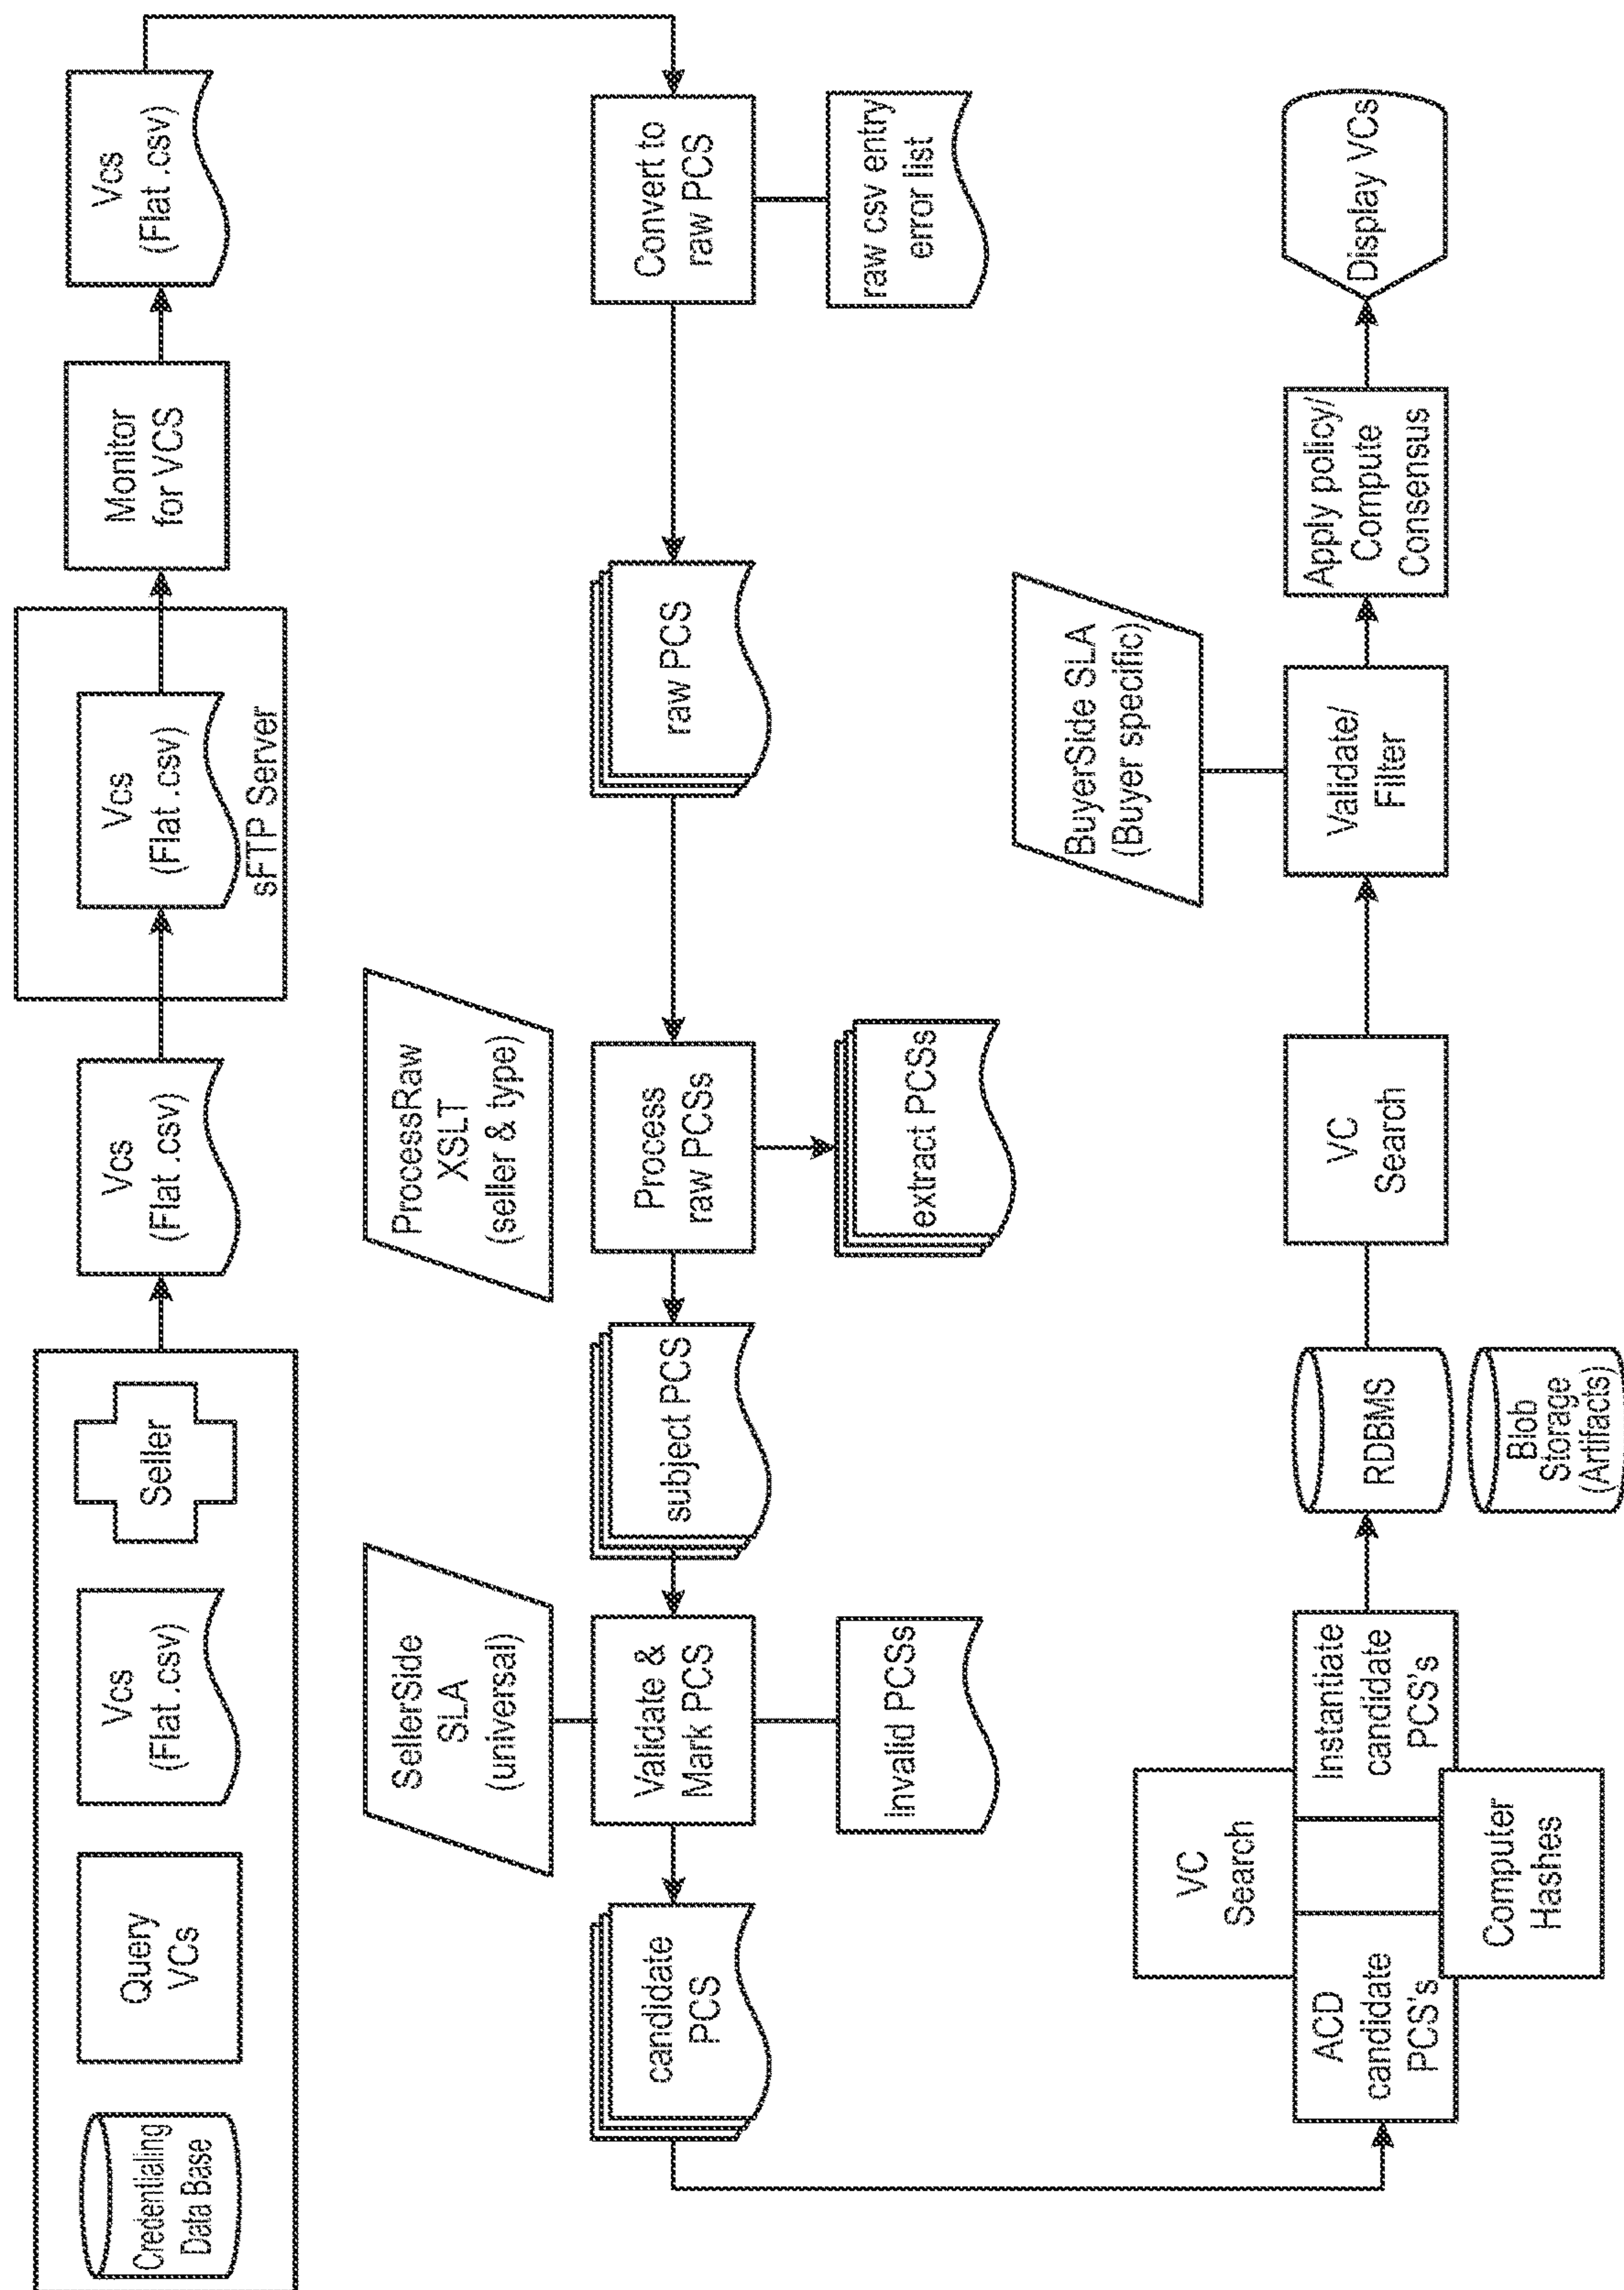 Credentialing
Data Base
Query
VCs
Vcs
(Flat .csv)
Seller
Vcs
(Flat .csv)
Vcs
(Flat .csv)
sFTP Server
Monitor
for VCS
Vcs
(Flat .csv)
Convert to
raw PCS
raw csv entry
error list
raw PCS
ProcessRaw
XSLT
(seller & type)
Process
raw PCSs
extract PCSs
subject PCS
SellerSide
SLA
(universal)
Validate &
Mark PCS
invalid PCSs
candidate
PCS
ACD
candidate
PCS's
VC
Search
Computer
Hashes
Instantiate
candidate
PCS's
RDBMS
Blob
Storage
(Artifacts)
VC
Search
BuyerSide SLA
(Buyer specific)
Validate/
Filter
Apply policy/
Compute
Consensus
Display VCs